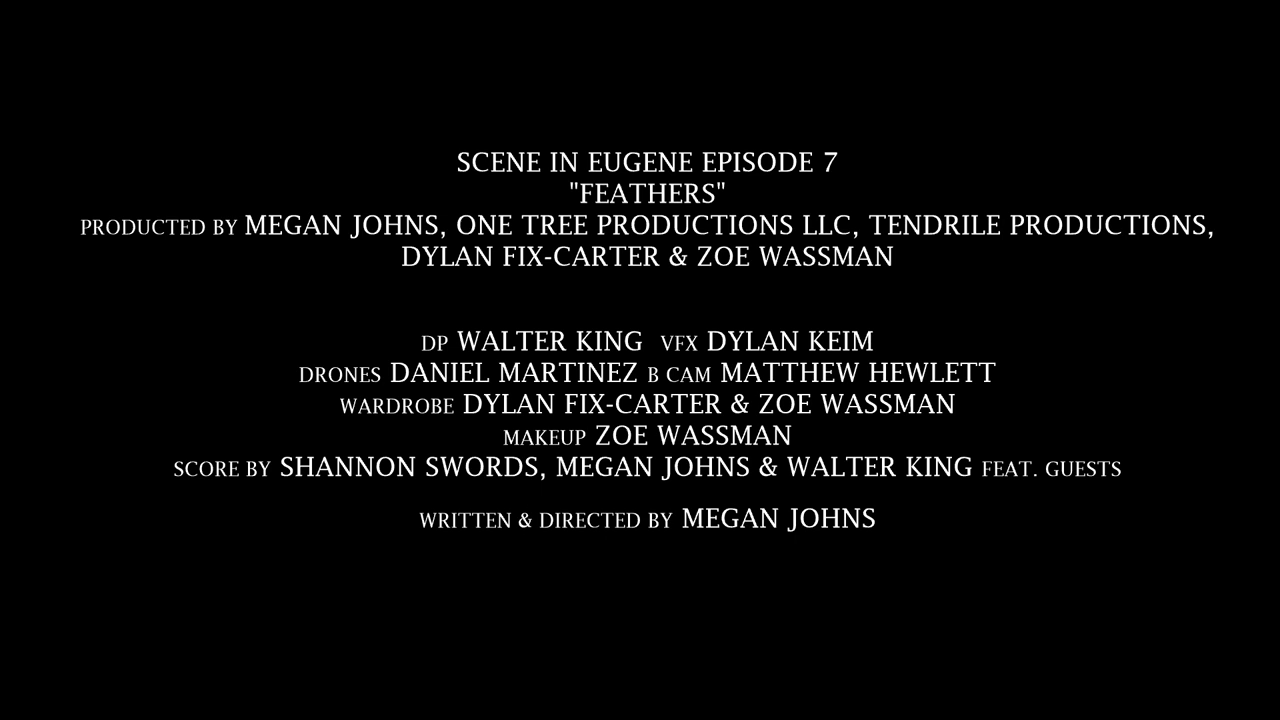 SCENE IN EUGENE EPISODE 7
"FEATHERS"
PRODUCTED BY MEGAN JOHNS, ONE TREE PRODUCTIONS LLC, TENDRILE PRODUCTIONS,
DYLAN FIX-CARTER & ZOE WASSMAN
DP WALTER KING VFX DYLAN KEIM
DRONES DANIEL MARTINEZ B CAM MATTHEW HEWLETT
WARDROBE DYLAN FIX-CARTER & ZOE WASSMAN
MAKEUP ZOE WASSMAN
SCORE BY SHANNON SWORDS, MEGAN JOHNS & WALTER KING FEAT. GUESTS
WRITTEN & DIRECTED BY MEGAN JOHNS